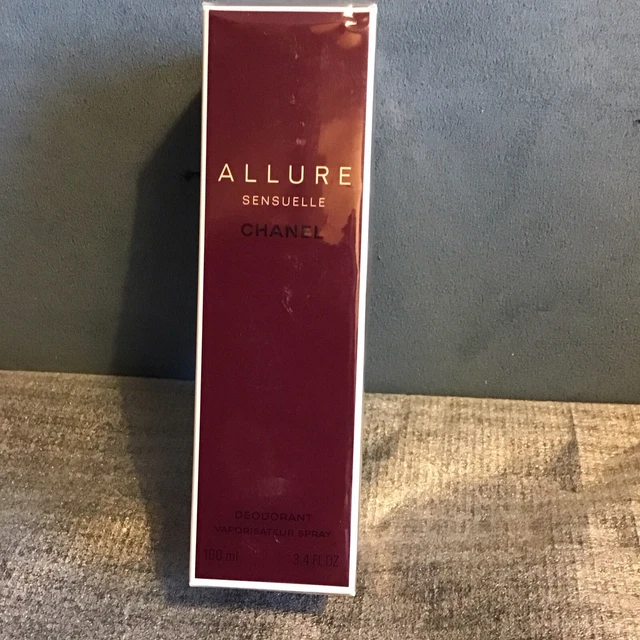 ALLURE
SENSUELLE
CHANEL
DEODORANT
VAPORISATEUR SPRAY
100 ml 3.4 FL.OZ.